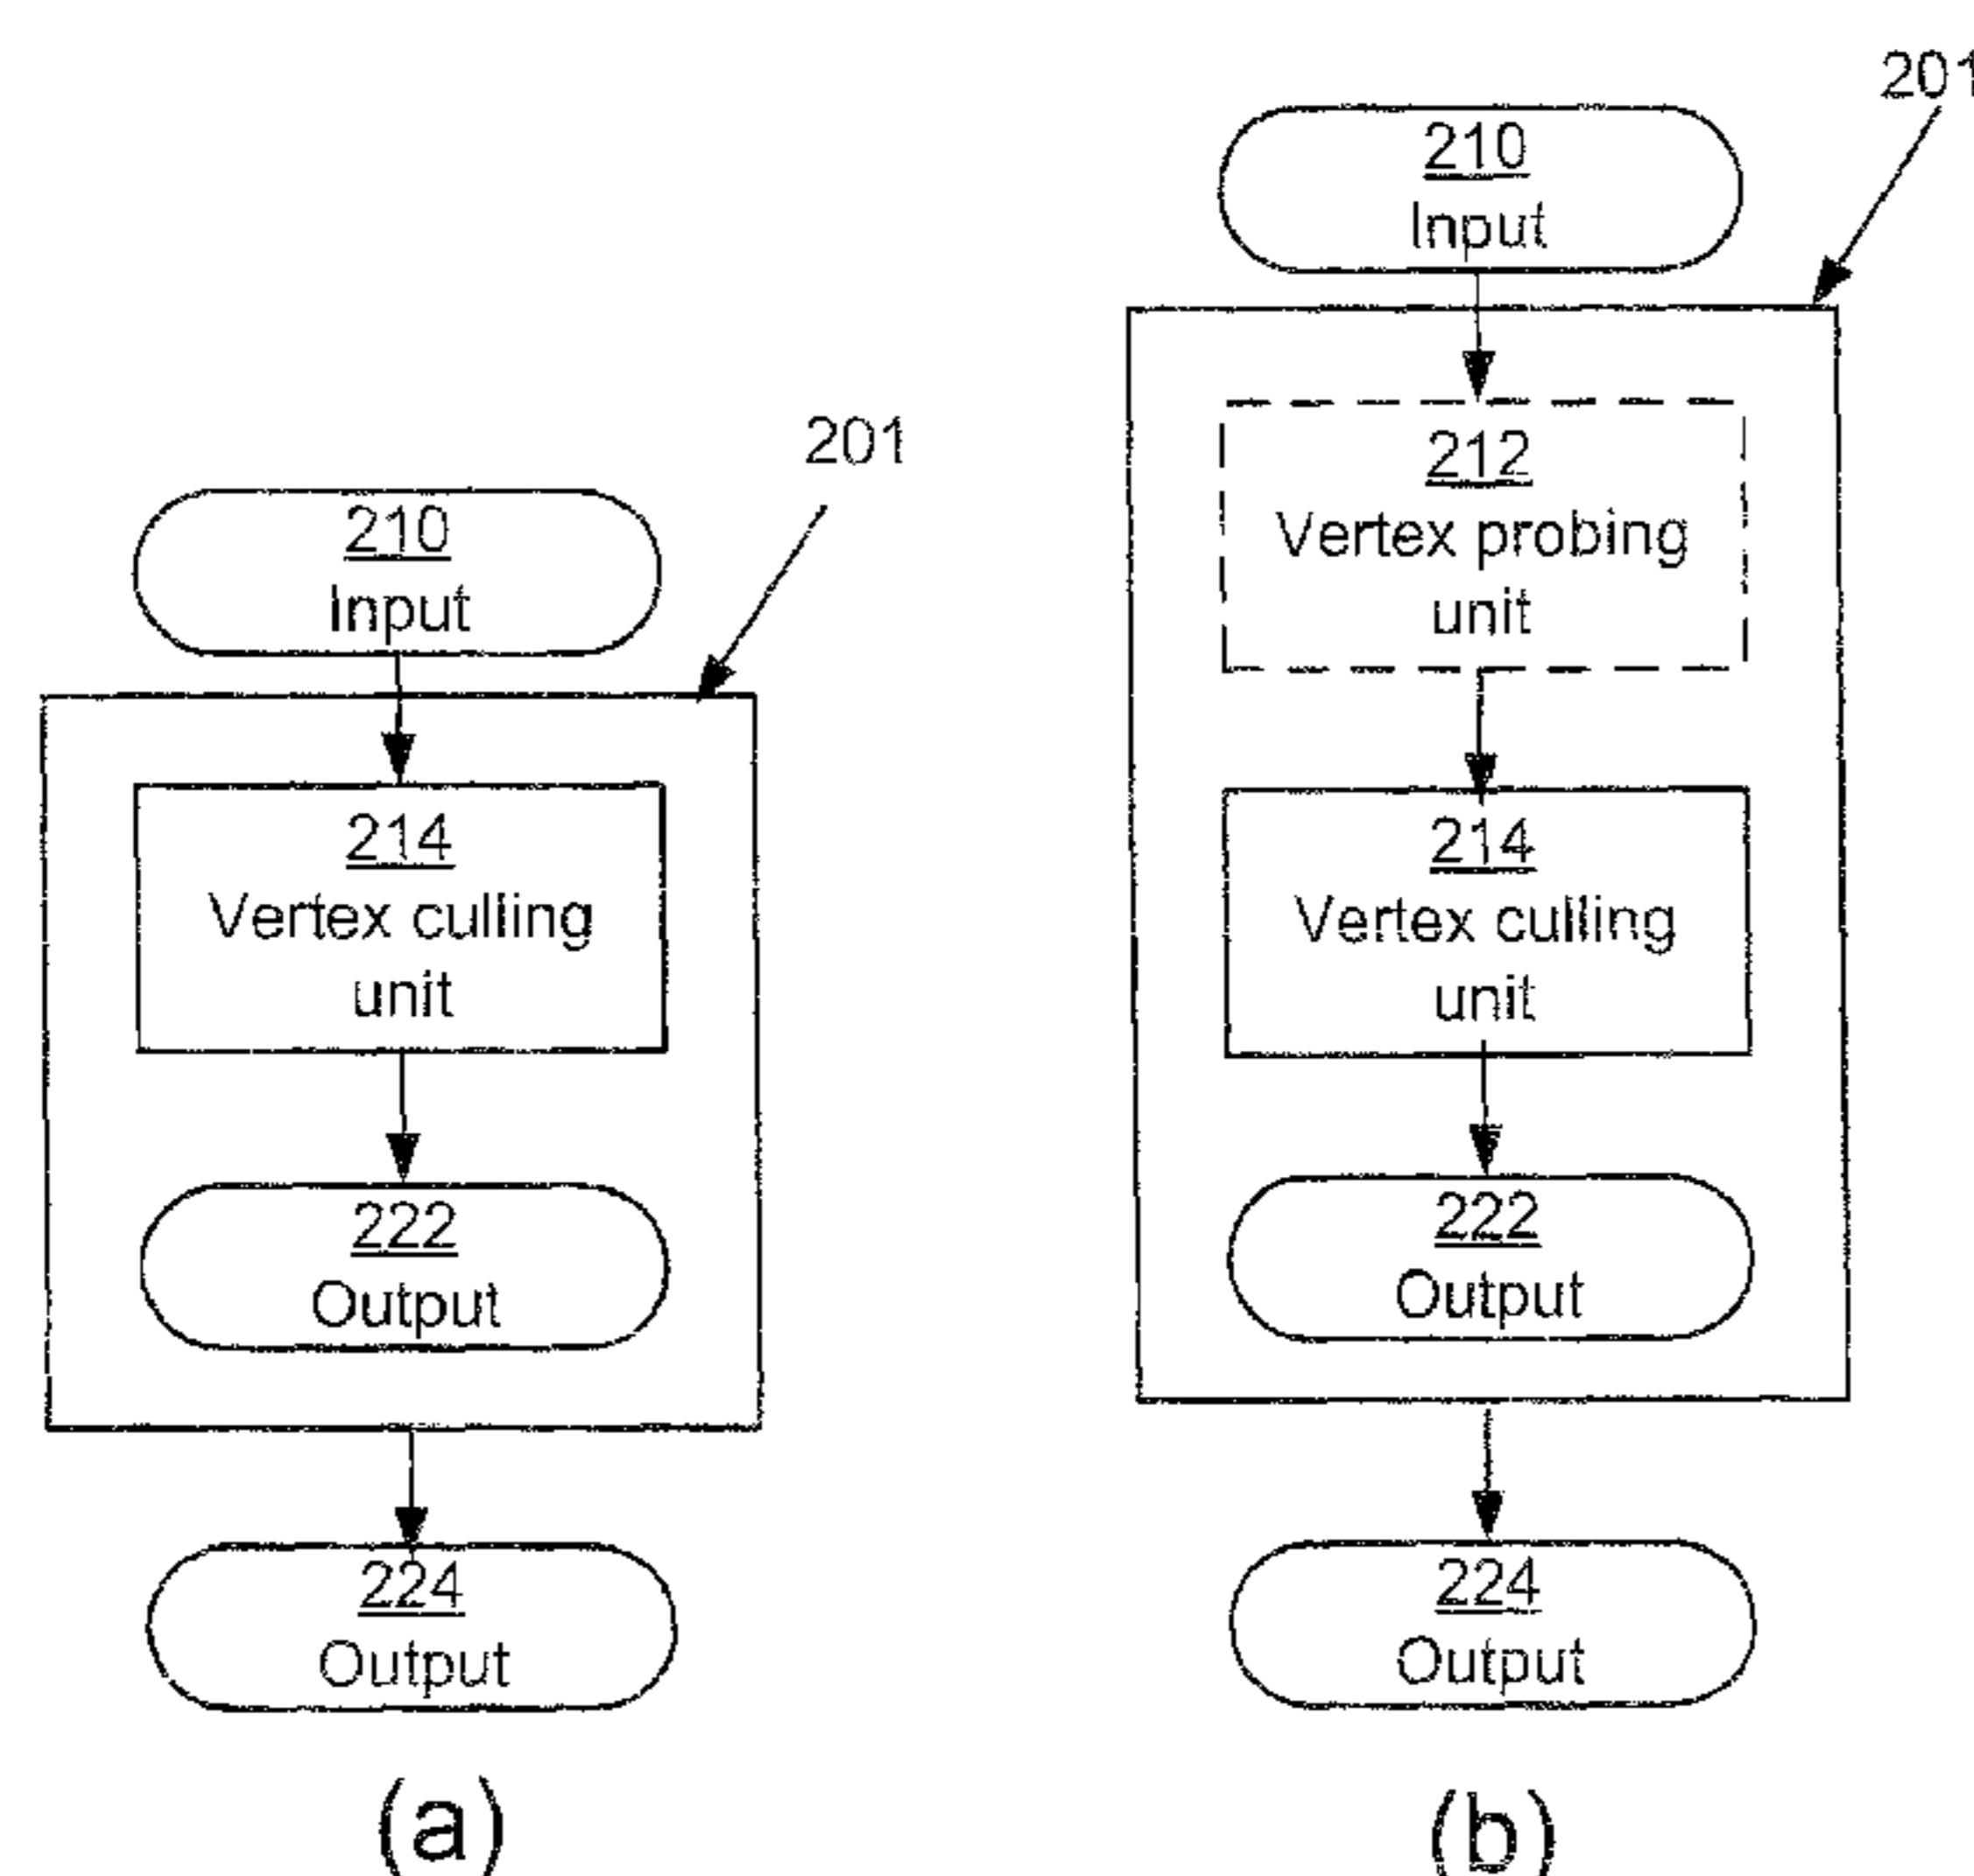 201
210
Input
214
Vertex culling
unit
222
Output
224
Output
(a)
201
210
Input
212
Vertex probing
unit
214
Vertex culling
unit
222
Output
224
Output
(b)